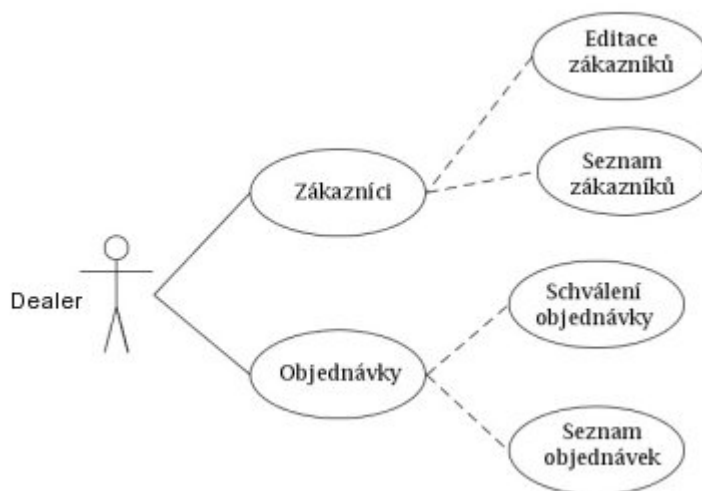 Editace
zákazníků
Zákazníci
Seznam
zákazníků
Dealer
Schválení
objednávky
Objednávky
Seznam
objednávek